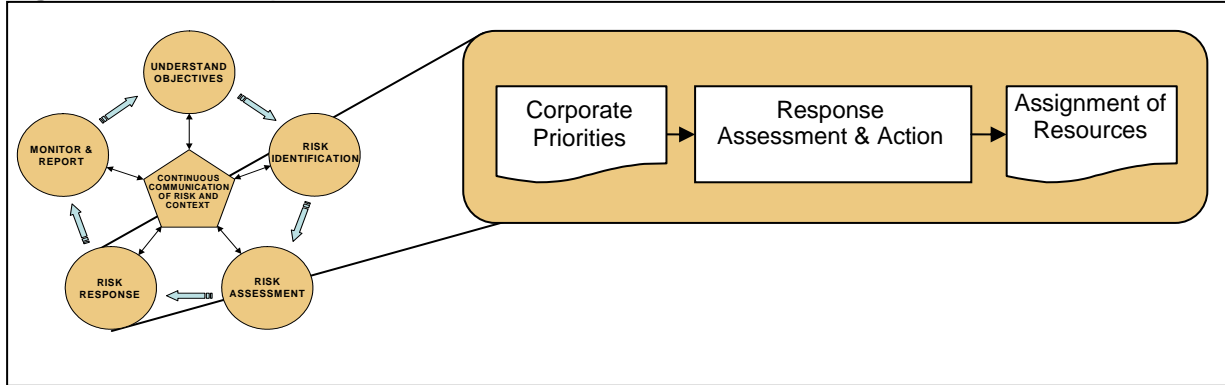 UNDERSTAND
OBJECTIVES
RISK
IDENTIFICATION
RISK
ASSESSMENT
RISK
RESPONSE
MONITOR &
REPORT
CONTINUOUS
COMMUNICATION
OF RISK AND
CONTEXT
Corporate
Priorities
Response
Assessment & Action
Assignment of
Resources